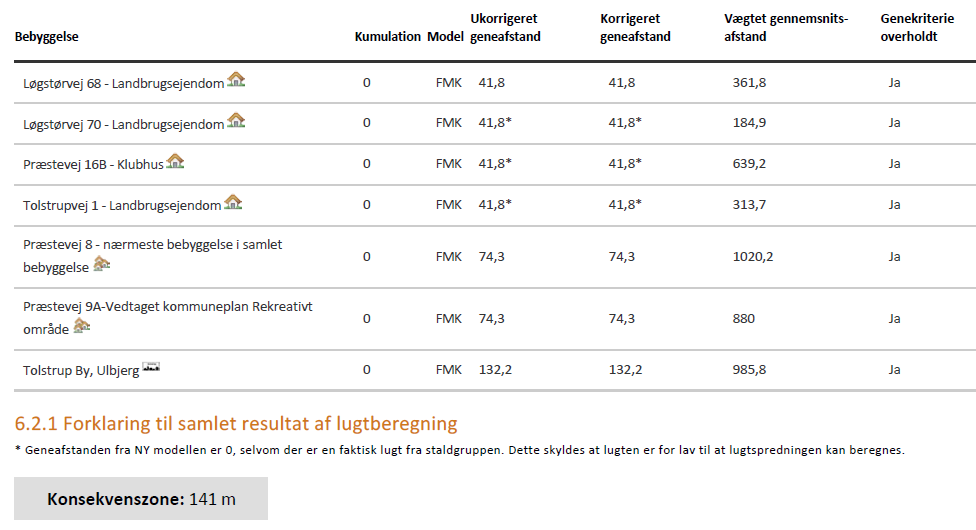 Bebyggelse Kumulation Model Ukorrigeret geneafstand Korrigeret geneafstand Vægtet gennemsnits-afstand Genekriterie overholdt
Løgstørvej 68 - Landbrugsejendom 0 FMK 41,8 41,8 361,8 Ja
Løgstørvej 70 - Landbrugsejendom 0 FMK 41,8* 41,8* 184,9 Ja
Præstevej 16B - Klubhus 0 FMK 41,8* 41,8* 639,2 Ja
Tolstrupvej 1 - Landbrugsejendom 0 FMK 41,8* 41,8* 313,7 Ja
Præstevej 8 - nærmeste bebyggelse i samlet
bebyggelse 0 FMK 74,3 74,3 1020,2 Ja
Præstevej 9A-Vedtaget kommuneplan Rekreativt
område 0 FMK 74,3 74,3 880 Ja
Tolstrup By, Ulbjerg 0 FMK 132,2 132,2 985,8 Ja
6.2.1 Forklaring til samlet resultat af lugtberegning
* Geneafstanden fra NY modellen er 0, selvom der er en faktisk lugt fra staldgruppen. Dette skyldes at lugten er for lav til at lugtspredningen kan beregnes.
Konsekvenszone: 141 m